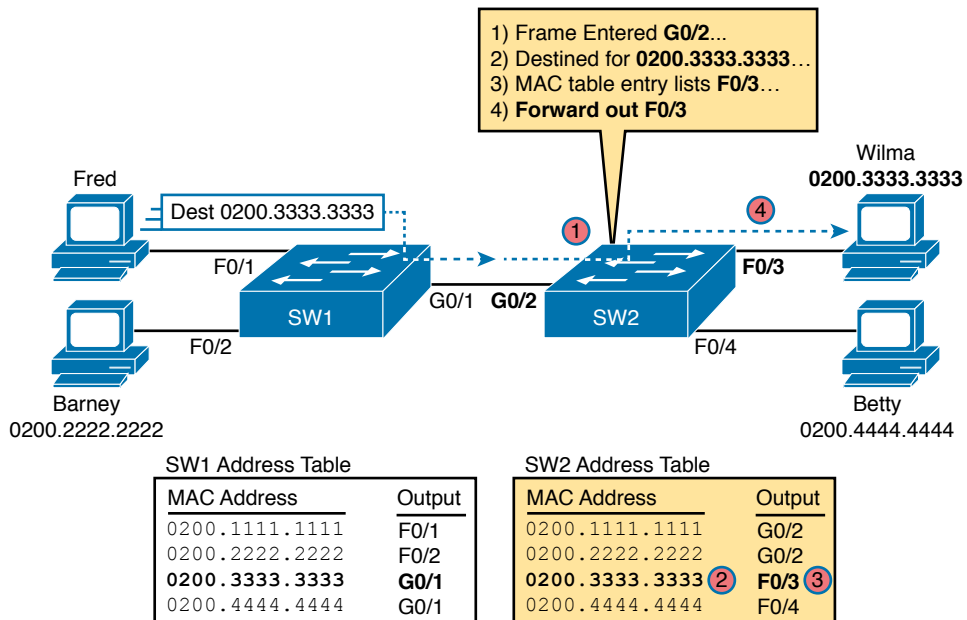 1) Frame Entered G0/2...
2) Destined for 0200.3333.3333...
3) MAC table entry lists F0/3...
4) Forward out F0/3
Wilma
0200.3333.3333
Fred
Dest 0200.3333.3333
1
4
F0/1
G0/1
G0/2
F0/3
SW1
SW2
F0/2
F0/4
Barney
0200.2222.2222
Betty
0200.4444.4444
SW1 Address Table
MAC Address Output
0200.1111.1111 F0/1
0200.2222.2222 F0/2
0200.3333.3333 G0/1
0200.4444.4444 G0/1
SW2 Address Table
MAC Address Output
0200.1111.1111 G0/2
0200.2222.2222 G0/2
0200.3333.3333 2 F0/3 3
0200.4444.4444 F0/4